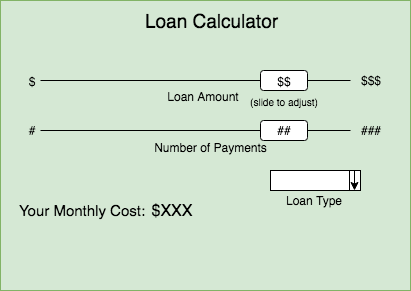 Loan Calculator
$ $$ $$$
Loan Amount (slide to adjust)
# ## ###
Number of Payments
Loan Type
Your Monthly Cost: $XXX